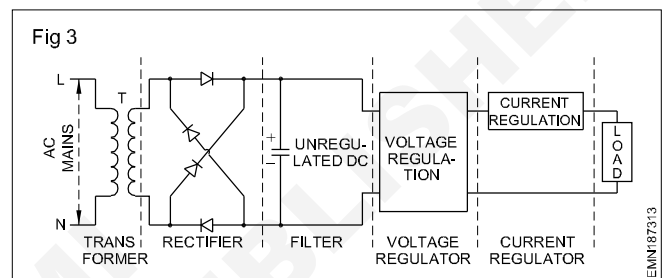 Fig 3
L
T
AC
MAINS
N
+
–
UNREGU-
LATED DC
VOLTAGE
REGULA-
TION
CURRENT
REGULATION
LOAD
TRANS
FORMER
RECTIFIER
FILTER
VOLTAGE
REGULATOR
CURRENT
REGULATOR
EMN187313